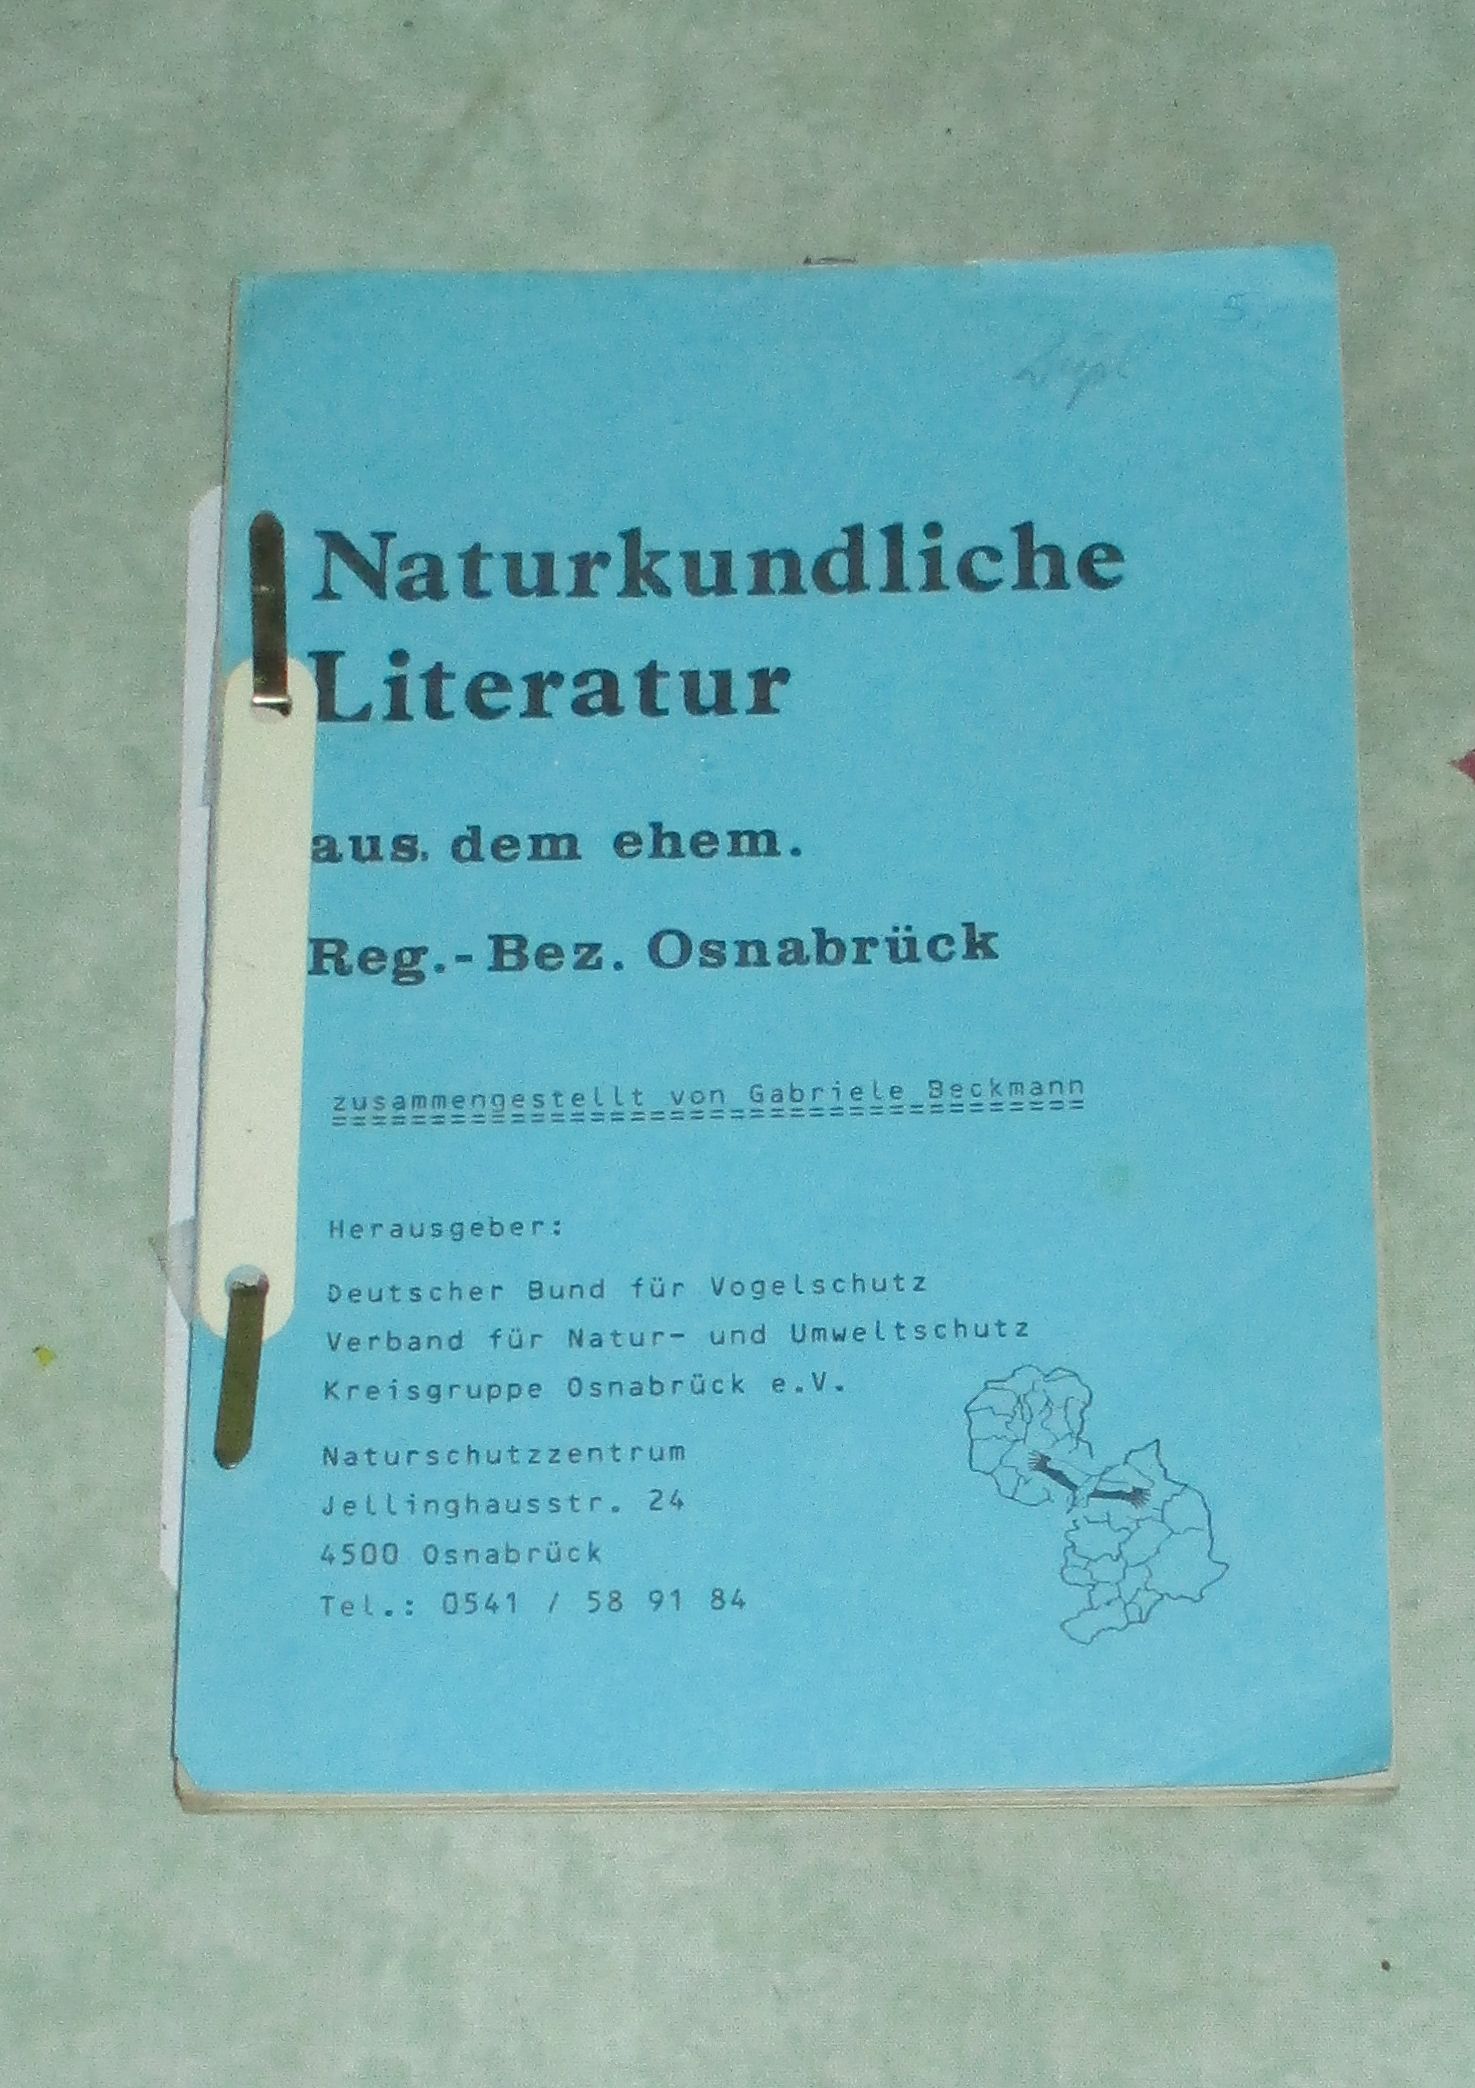 5.
Naturkundliche
Literatur
aus. dem ehem.
Reg.-Bez. Osnabrück
zusammengestellt von Gabriele Beckmann
Herausgeber:
Deutscher Bund für Vogelschutz
Verband für Natur- und Umweltschutz
Kreisgruppe Osnabrück e.V.
Naturschutzzentrum
Jellinghausstr. 24
4500 Osnabrück
Tel.: 0541 / 58 91 84